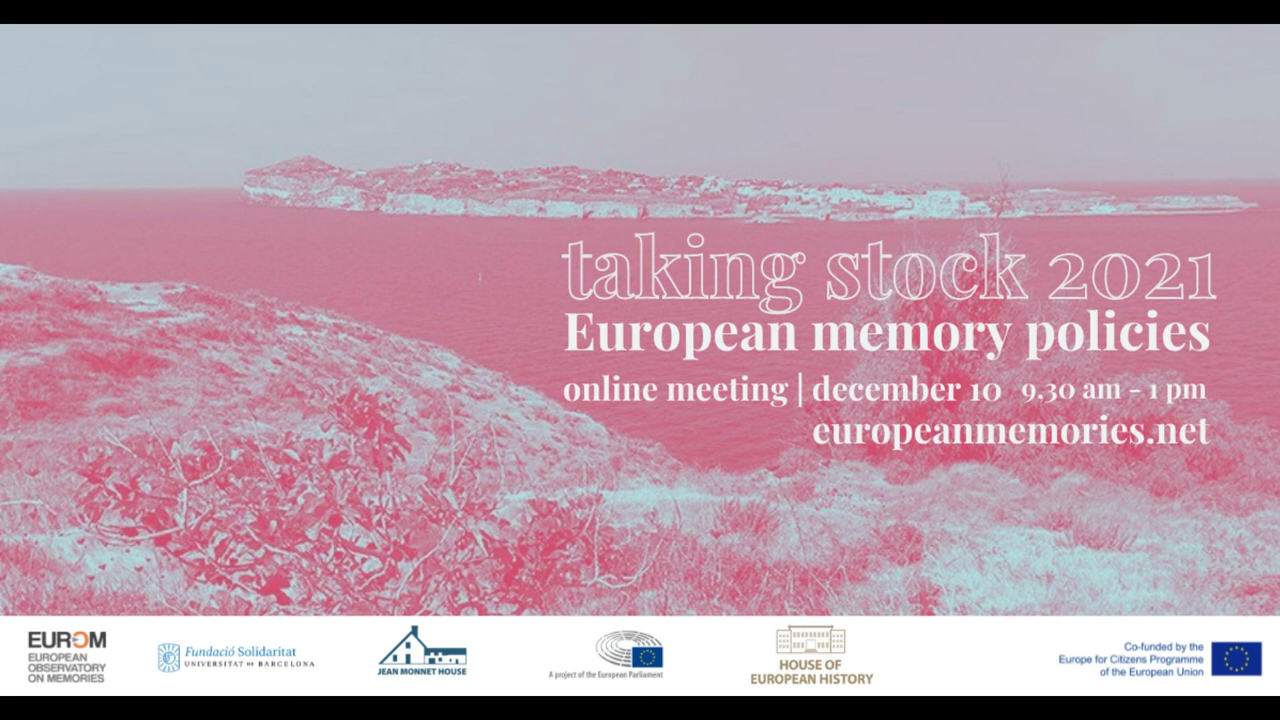 taking stock 2021
European memory policies
online meeting | december 10 9,30 am - 1 pm
europeanmemories.net
EUROM
EUROPEAN
OBSERVATORY
ON MEMORIES
Fundació Solidaritat
UNIVERSITAT DE BARCELONA
JEAN MONNET HOUSE
A project of the European Parliament
HOUSE OF
EUROPEAN HISTORY
Co-funded by the
Europe for Citizens Programme
of the European Union